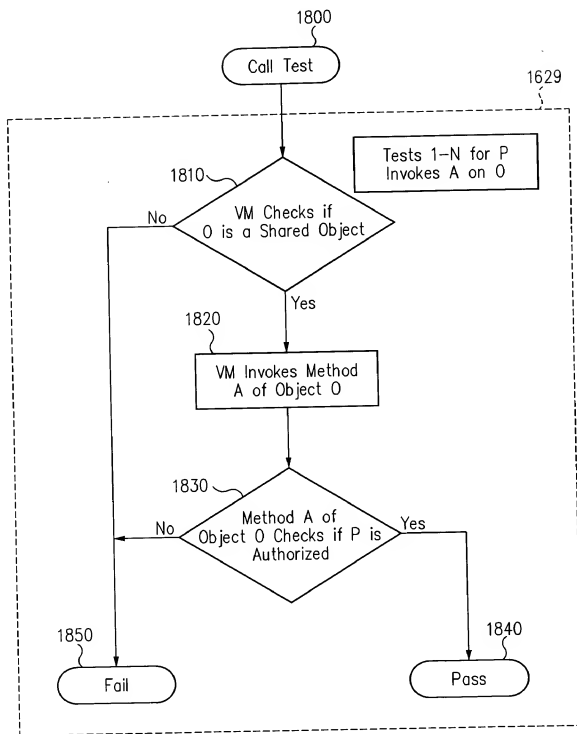 1800
Call Test
1629
Tests 1–N for P
Invokes A on O
1810
No
VM Checks if
O is a Shared
Object
Yes
1820
VM Invokes Method
A of Object O
1830
No
Method A of
Object O Checks if P is
Authorized
Yes
1850
Fail
1840
Pass